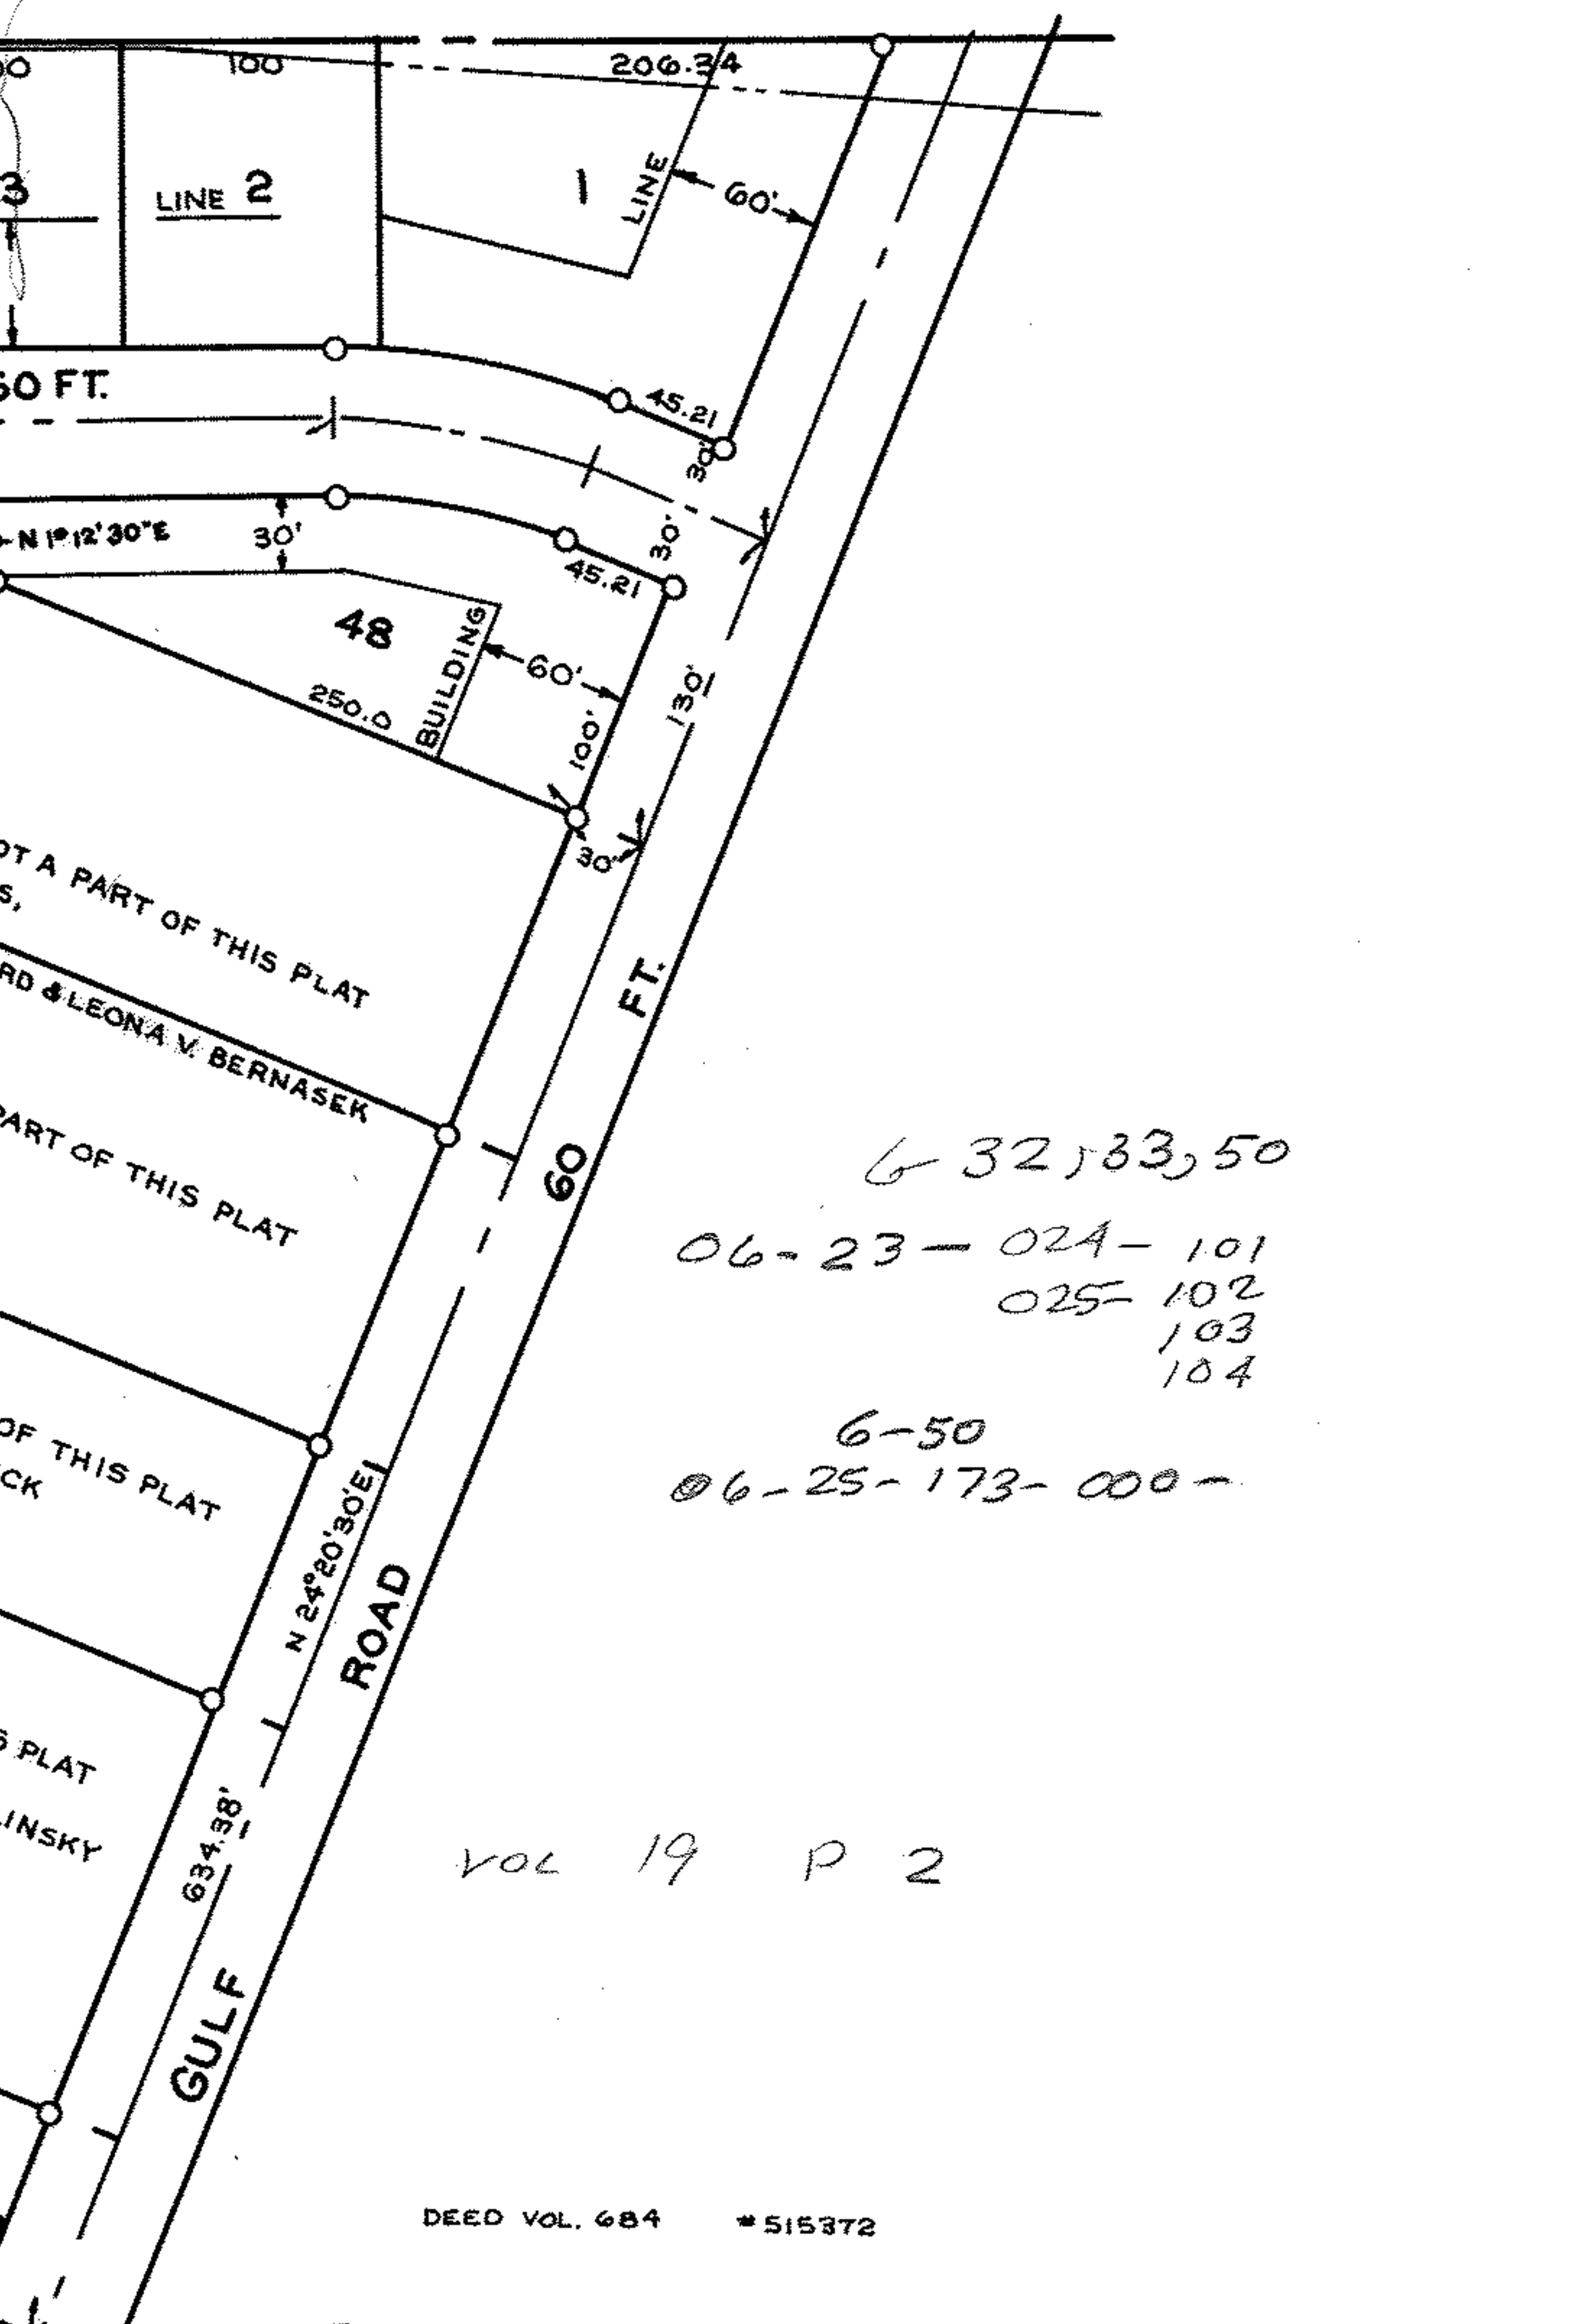 100
206.34
3
LINE 2
1
LINE
60'
50 FT.
45.21
30'
N 1° 12' 30" E
30'
30'
45.21
48
BUILDING
60'
250.0
100'
130'
30'
OT A PART OF THIS PLAT
S,
FT.
RD & LEONA V. BERNASEK
PART OF THIS PLAT
60
6- 32, 33, 50
06 - 23 - 024 - 101
025 - 102
103
104
OF THIS PLAT
CK
6-50
06-25-173-000-
N 24° 20' 30" E
ROAD
S PLAT
LINSKY
634.38'
VOL 19 P 2
GULF
DEED VOL. 684 #515372